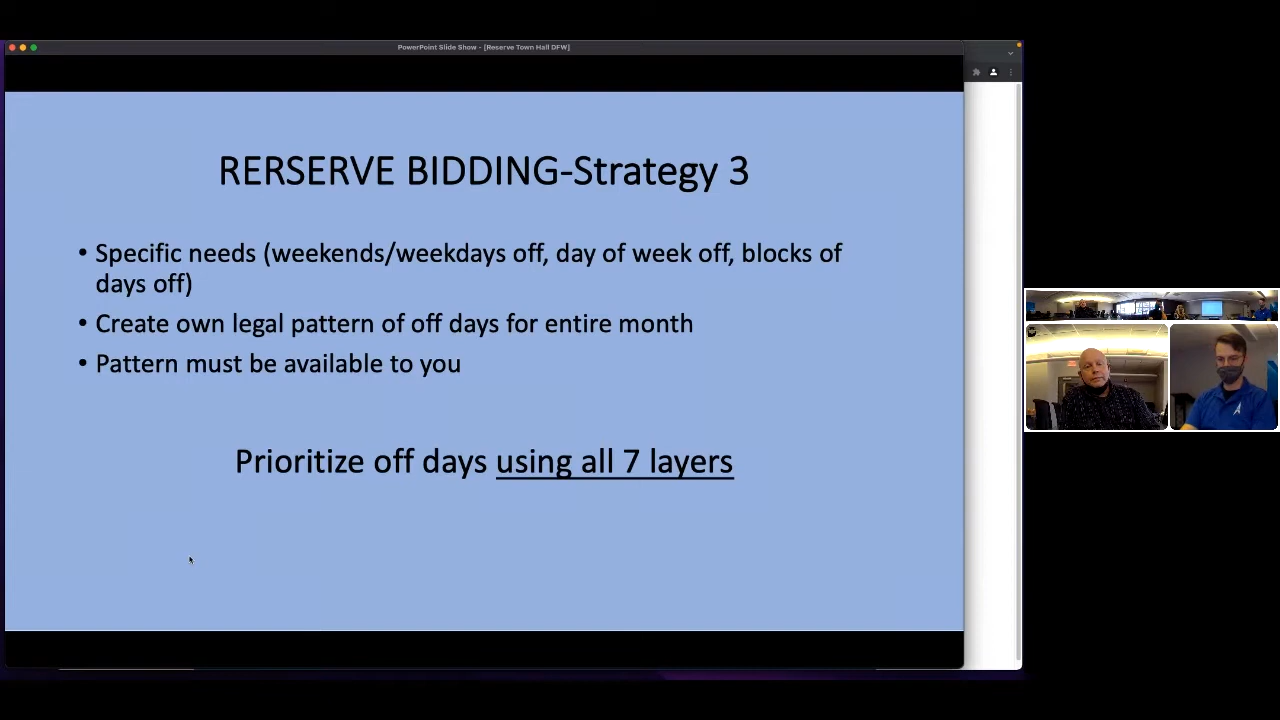 PowerPoint Slide Show - [Reserve Town Hall DFW]
RERSERVE BIDDING-Strategy 3
• Specific needs (weekends/weekdays off, day of week off, blocks of
days off)
• Create own legal pattern of off days for entire month
• Pattern must be available to you
Prioritize off days using all 7 layers